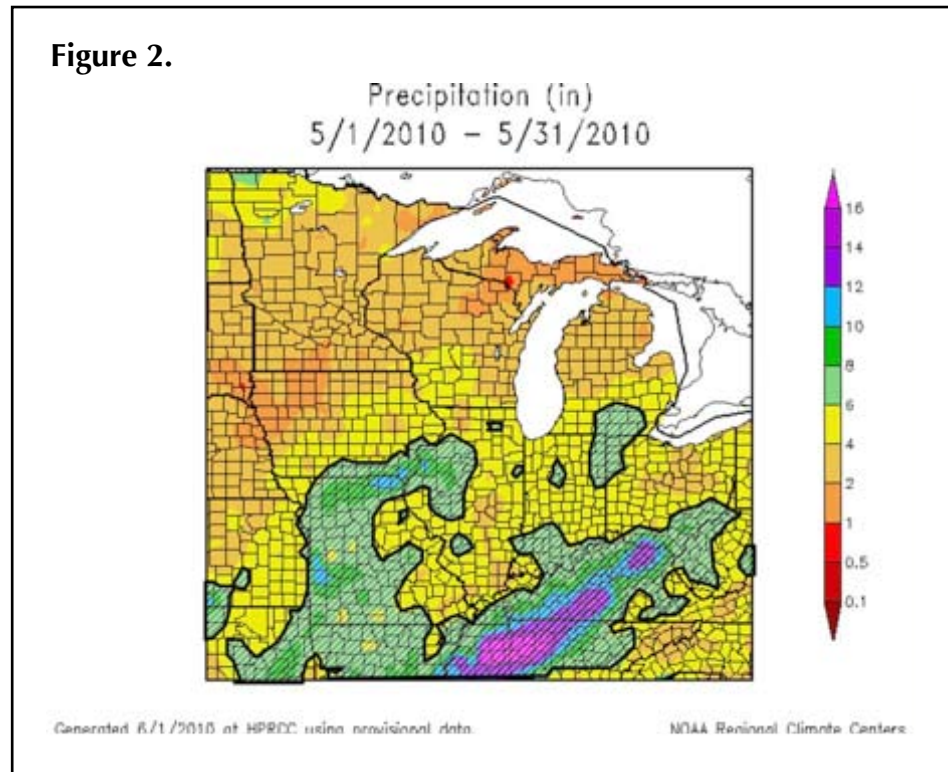 Figure 2.
Precipitation (in)
5/1/2010 – 5/31/2010
16
14
12
10
8
6
4
2
1
0.5
0.1
Generated 6/1/2010 at HPRCC using provisional data.
NOAA Regional Climate Centers